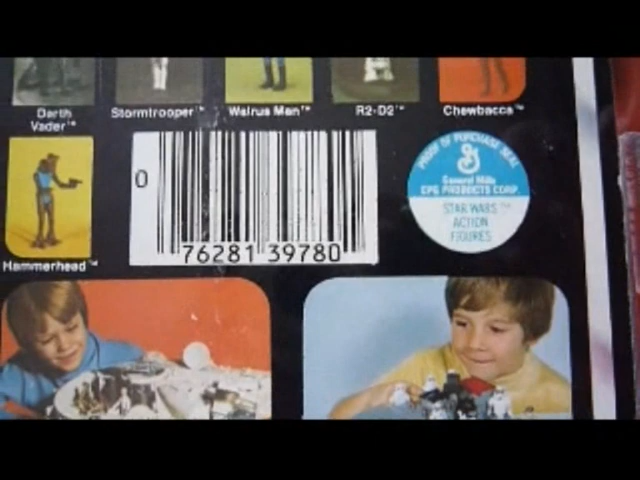 Darth
Vader™
Stormtrooper™
Walrus Man™
R2-D2™
Chewbacca™
Hammerhead™
0 76281 39780
PROOF OF PURCHASE SEAL
General Mills
CPG PRODUCTS CORP.
STAR WARS™
ACTION
FIGURES